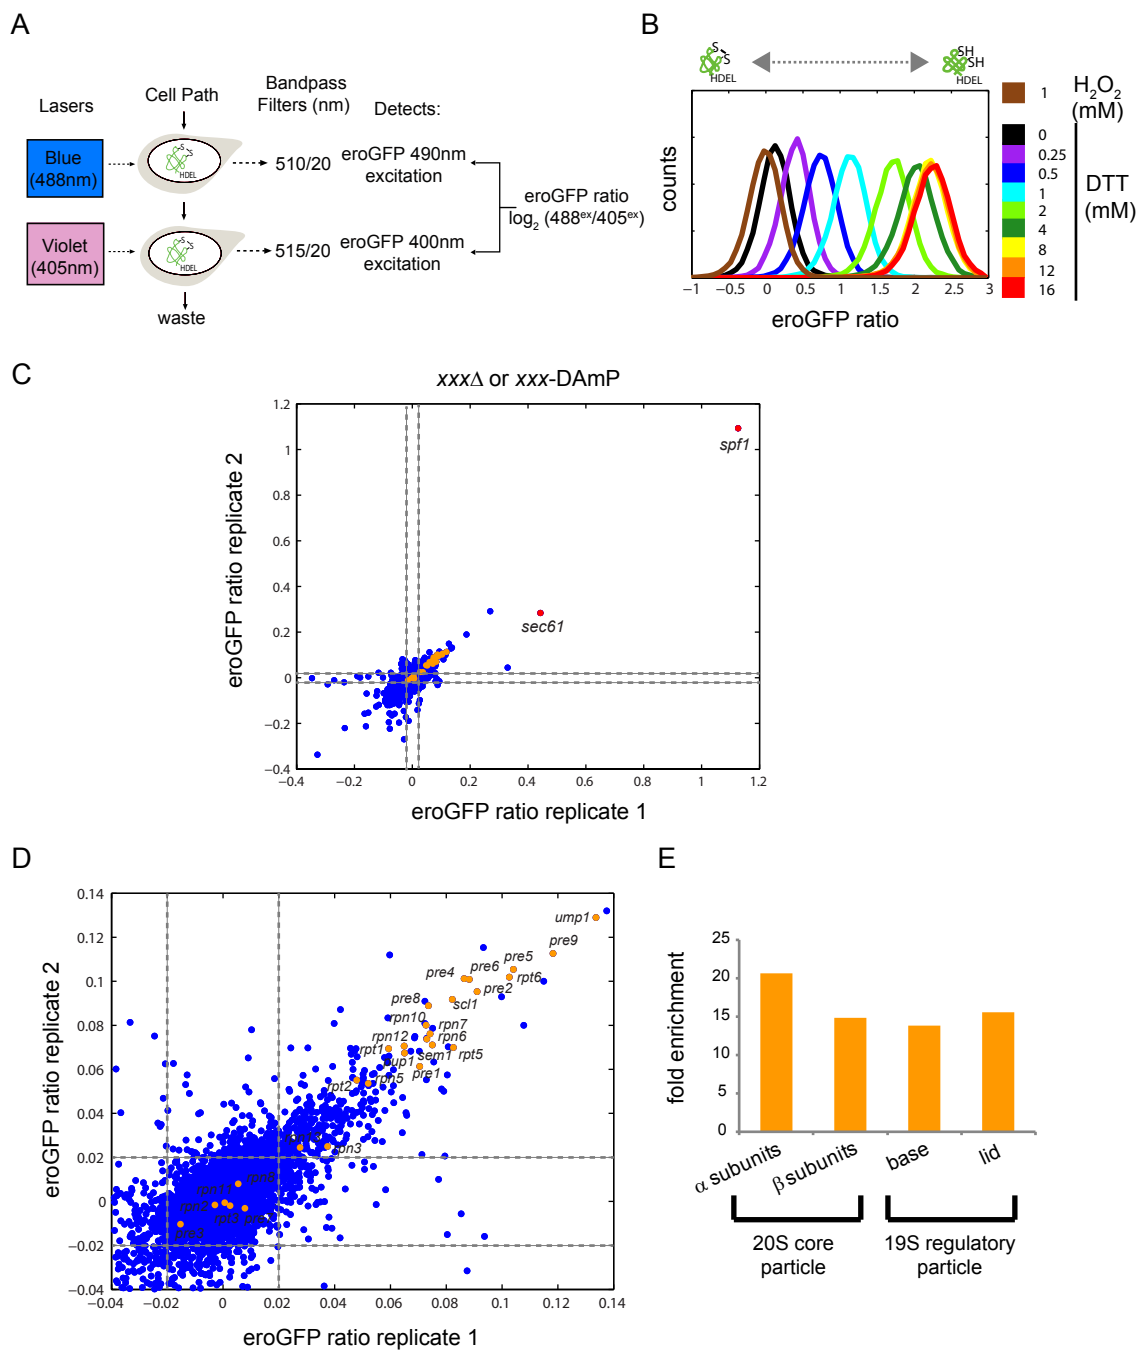 A
Lasers
Cell Path
Bandpass
Filters (nm)
Detects:
Blue
(488nm)
S
S
HDEL
510/20
eroGFP 490nm
excitation
eroGFP ratio
log2 (488ex/405ex)
Violet
(405nm)
S
S
HDEL
515/20
eroGFP 400nm
excitation
waste
B
S
S
HDEL
SH
SH
HDEL
counts
−1
−0.5
0
0.5
1
1.5
2
2.5
3
eroGFP ratio
1
H2O2
(mM)
0
0.25
0.5
1
2
4
8
12
16
DTT
(mM)
C
xxxΔ or xxx-DAmP
eroGFP ratio replicate 2
1.2
1
0.8
0.6
0.4
0.2
0
−0.2
−0.4
spf1
sec61
−0.4
−0.2
0
0.2
0.4
0.6
0.8
1
1.2
eroGFP ratio replicate 1
D
eroGFP ratio replicate 2
0.14
0.12
0.1
0.08
0.06
0.04
0.02
0
−0.02
−0.04
ump1
pre9
pre5
pre6
pre4
rpt6
pre2
scl1
pre8
rpn10
rpn7
rpn6
rpn12
rpt1
sem1
rpt5
pre1
rpt2
rpn5
rpn2
−0.04
−0.02
0
0.02
0.04
0.06
0.08
0.1
0.12
0.14
eroGFP ratio replicate 1
E
fold enrichment
25
20
15
10
5
0
α subunits
β subunits
base
lid
20S core
particle
19S regulatory
particle